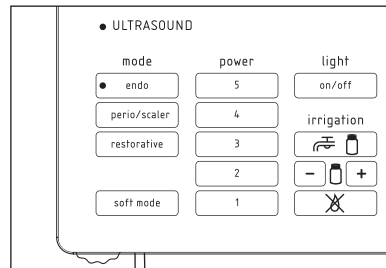 ULTRASOUND
mode power light
endo 5 on/off
perio/scaler 4
irrigation
restorative 3
2 - +
soft mode 1